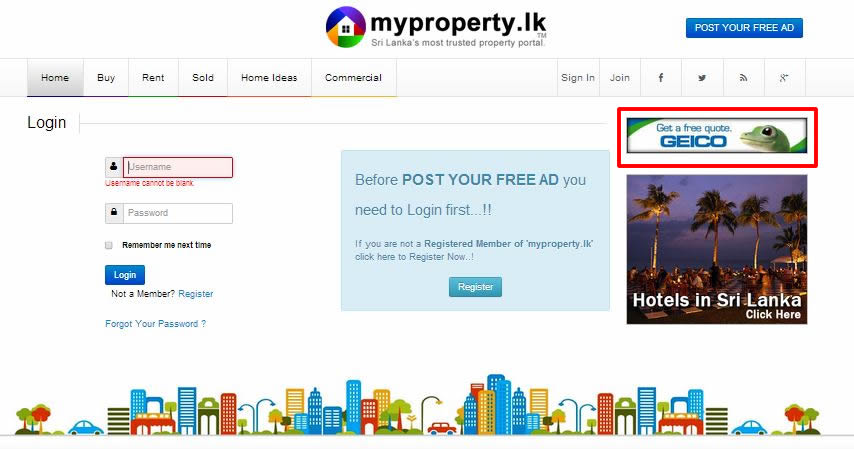 myproperty.lk
TM
Sri Lanka's most trusted property portal.
POST YOUR FREE AD
Home
Buy
Rent
Sold
Home Ideas
Commercial
Sign In
Join
Login
Username
Username cannot be blank.
Password
Remember me next time
Login
Not a Member? Register
Forgot Your Password ?
Before POST YOUR FREE AD you
need to Login first...!!
If you are not a Registered Member of 'myproperty.lk'
click here to Register Now..!
Register
Get a free quote.
GEICO
Hotels in Sri Lanka
Click Here